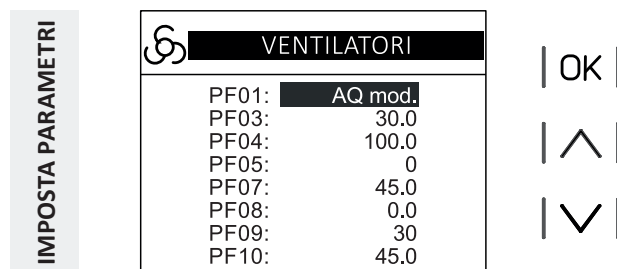 IMPOSTA PARAMETRI
VENTILATORI
PF01: AQ mod.
PF03: 30.0
PF04: 100.0
PF05: 0
PF07: 45.0
PF08: 0.0
PF09: 30
PF10: 45.0
OK